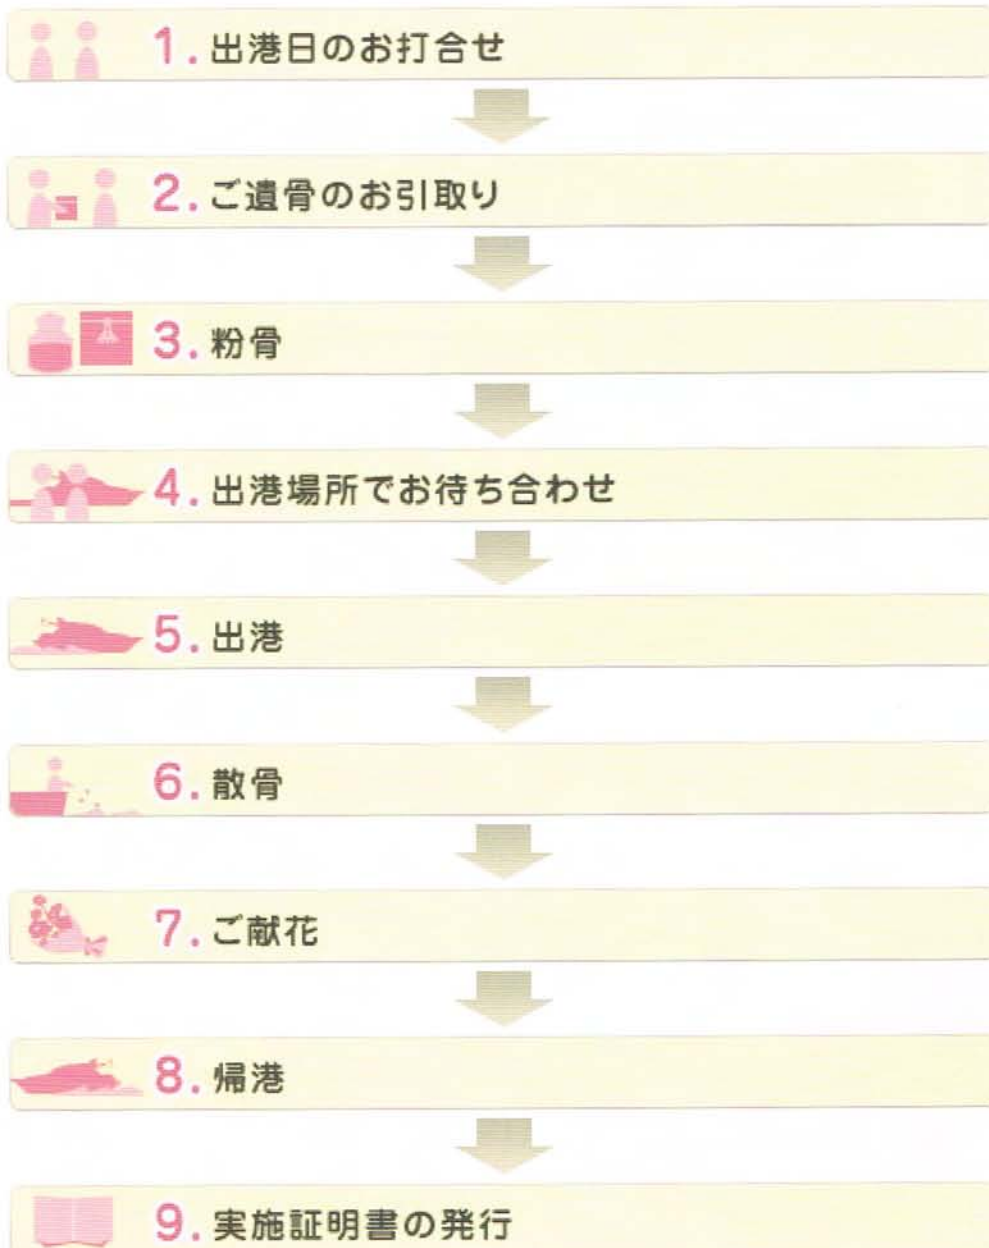 1. 出港日のお打合せ
2. ご遺骨のお引取り
3. 粉骨
4. 出港場所でお待ち合わせ
5. 出港
6. 散骨
7. ご献花
8. 帰港
9. 実施証明書の発行